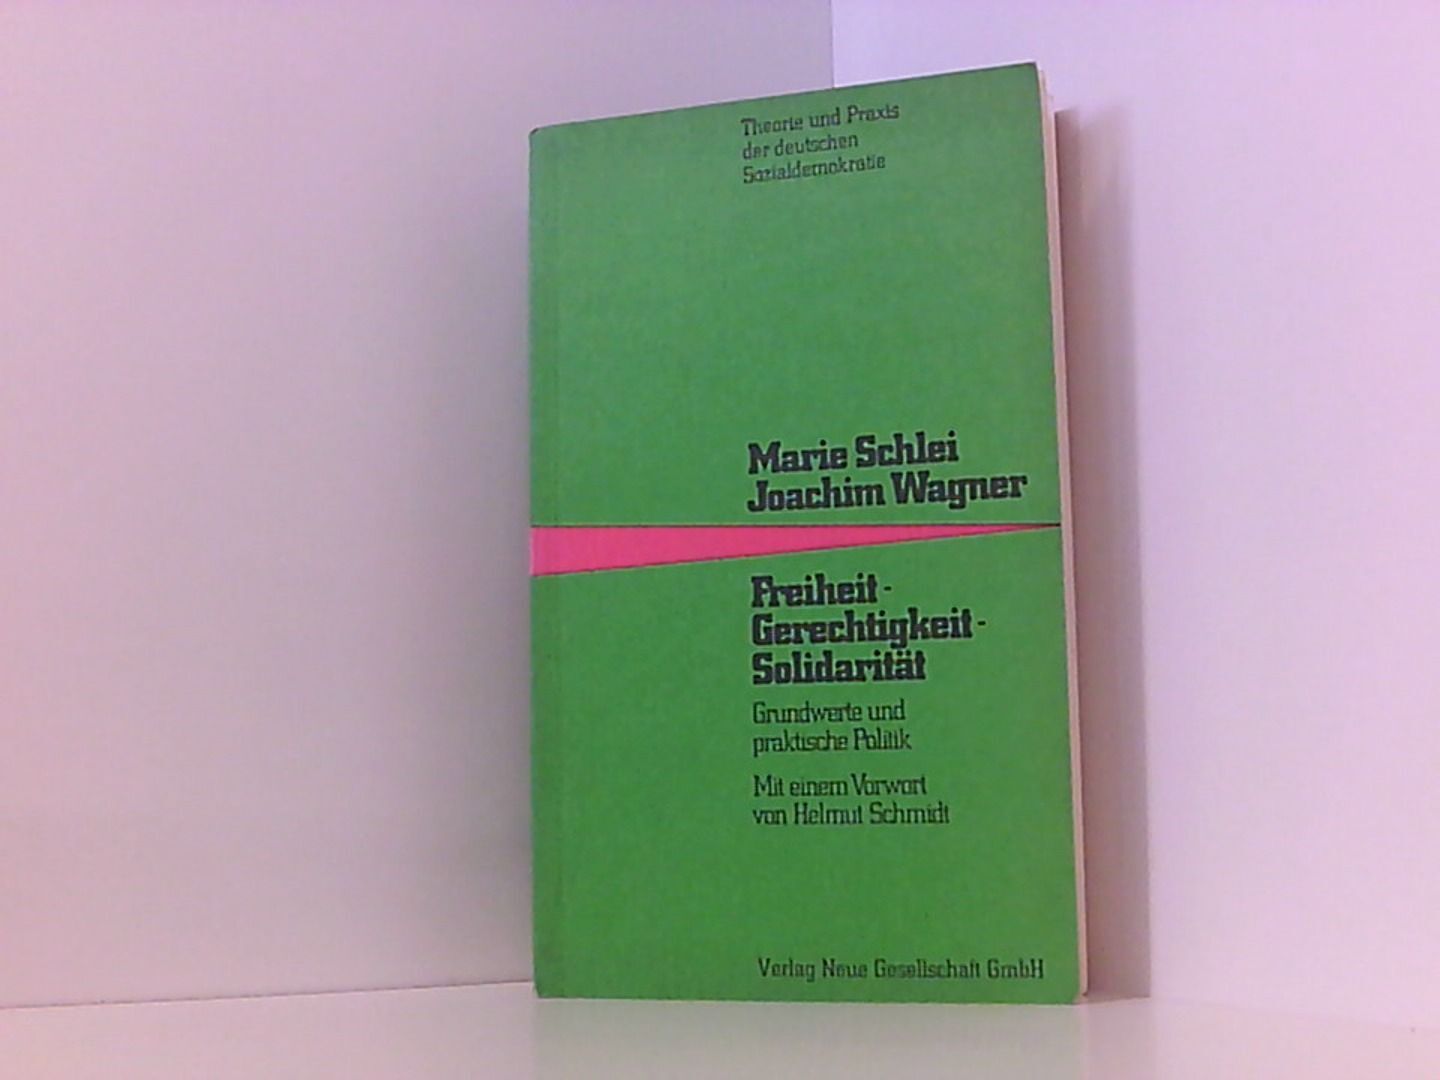 Theorie und Praxis
der deutschen
Sozialdemokratie
Marie Schlei
Joachim Wagner
Freiheit -
Gerechtigkeit -
Solidarität
Grundwerte und
praktische Politik
Mit einem Vorwort
von Helmut Schmidt
Verlag Neue Gesellschaft GmbH